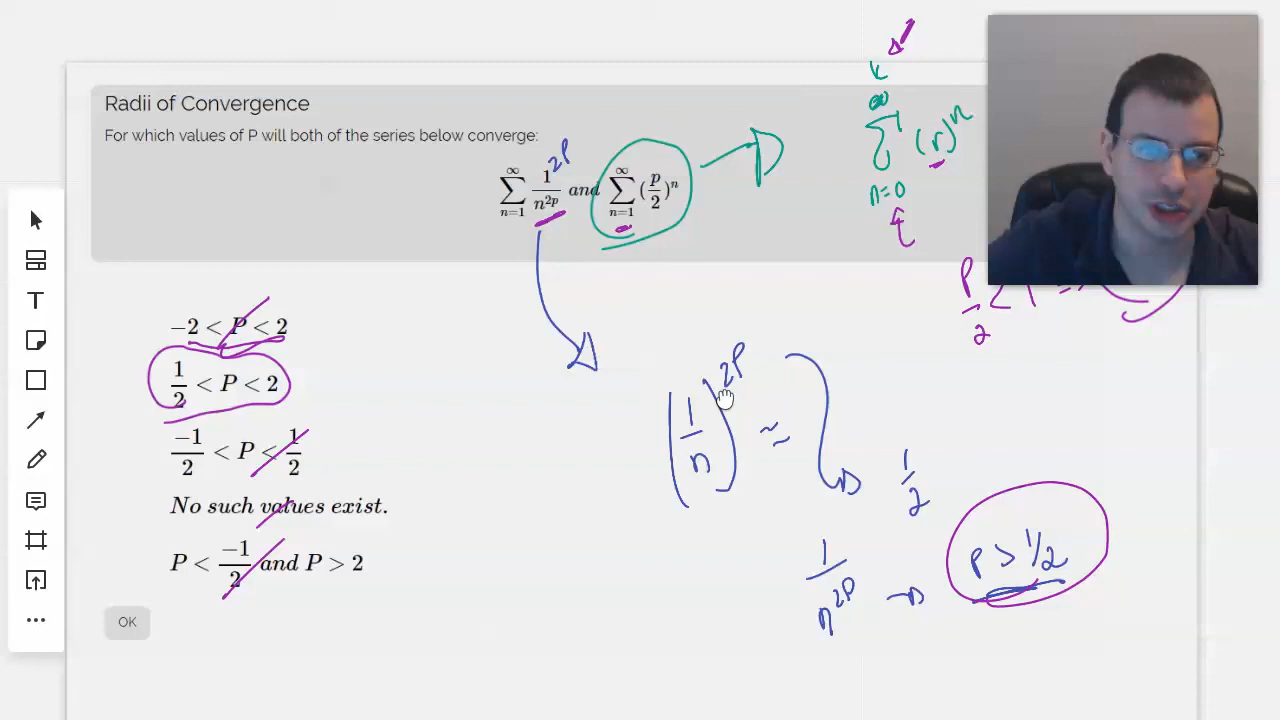 Radii of Convergence
For which values of P will both of the series below converge:
∞ ∑ n=1 1/n^{2p} and ∞ ∑ n=1 (p/2)^n
2P
k
∞ ∑ n=0 (r)^n
P/2 < 1
−2 < P < 2
1/2 < P < 2
−1/2 < P < 1/2
No such values exist.
P < −1/2 and P > 2
(1/n)^{2P} ≈
1/2
1/n^{2P} → P > 1/2
OK
T